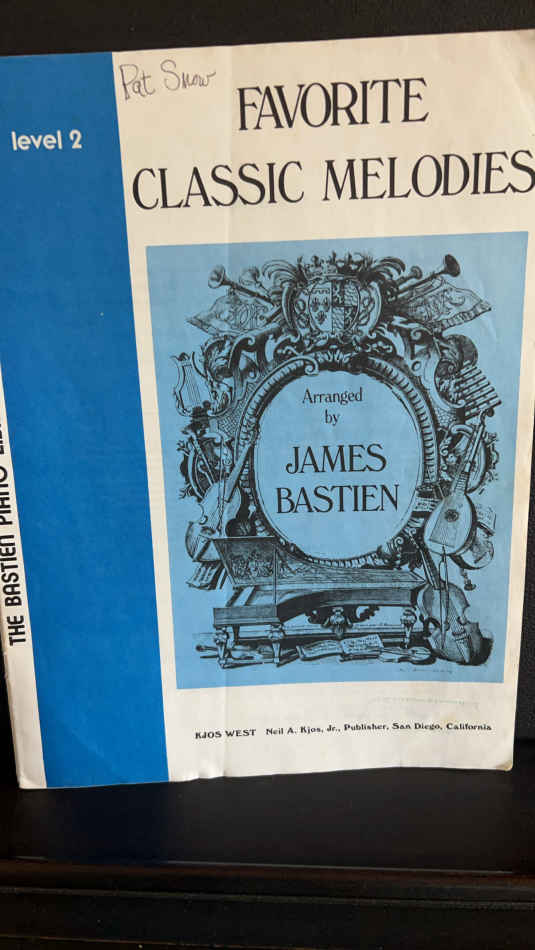 Pat Snow
level 2
FAVORITE
CLASSIC MELODIES
Arranged
by
JAMES
BASTIEN
THE BASTIEN PIANO
KJOS WEST Neil A. Kjos, Jr., Publisher, San Diego, California